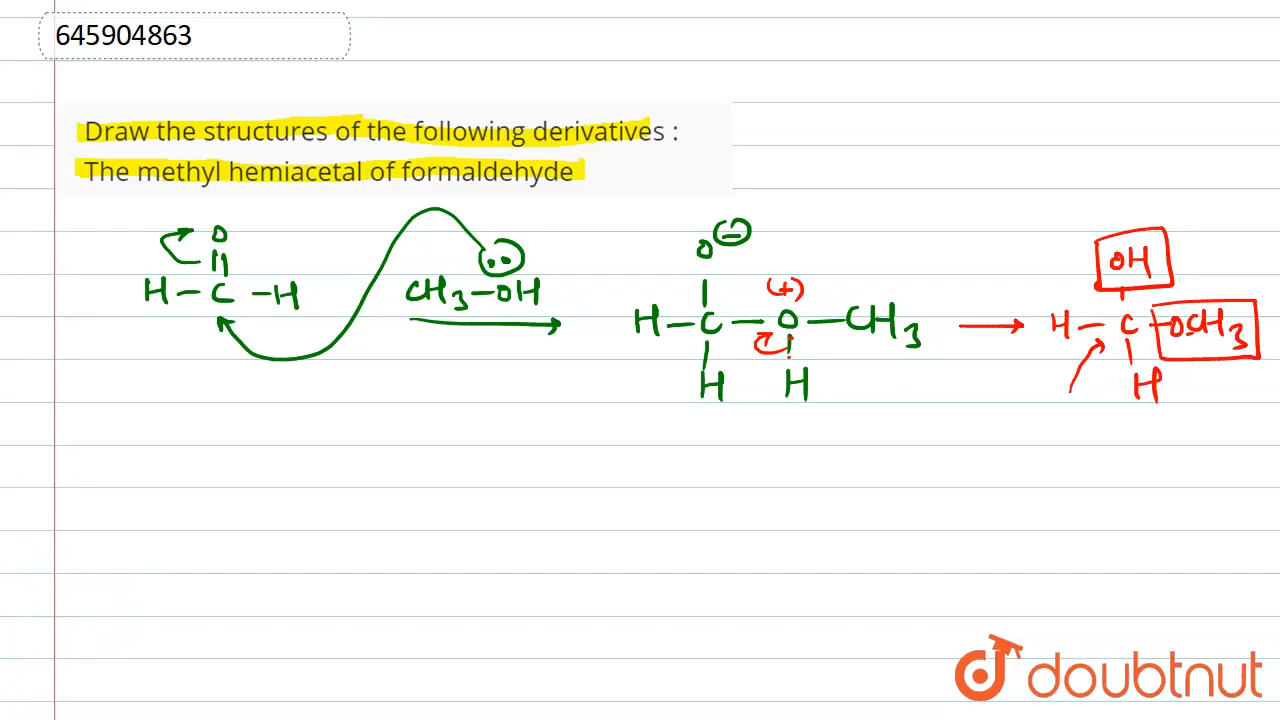 645904863
Draw the structures of the following derivatives :
The methyl hemiacetal of formaldehyde
O
H - C - H
CH3-OH
O (-)
(+)
H - C - O - CH3
H H
OH
H - C - OCH3
H
doubtnut